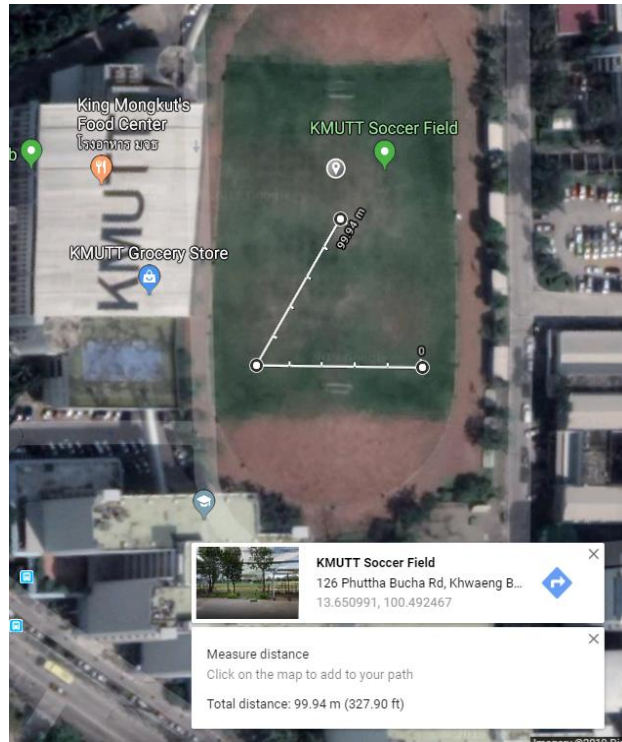 King Mongkut's
Food Center
โรงอาหาร มจธ
KMUTT Soccer Field
b
KMUTT
99.94 m
KMUTT Grocery Store
0
KMUTT Soccer Field
126 Phuttha Bucha Rd, Khwaeng B...
13.650991, 100.492467
Measure distance
Click on the map to add to your path
Total distance: 99.94 m (327.90 ft)